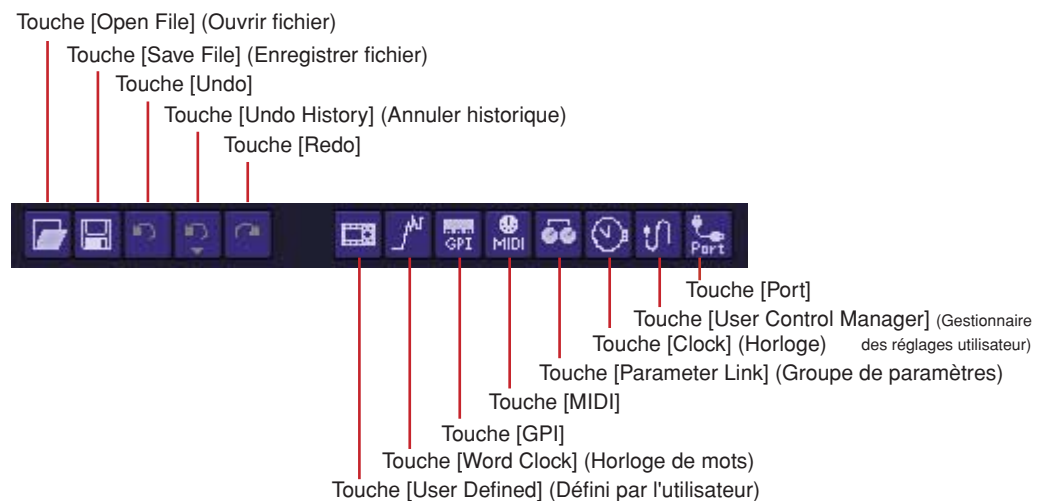 Touche [Open File] (Ouvrir fichier)
Touche [Save File] (Enregistrer fichier)
Touche [Undo]
Touche [Undo History] (Annuler historique)
Touche [Redo]
GPI
MIDI
Port
Touche [Port]
Touche [User Control Manager] (Gestionnaire
des réglages utilisateur)
Touche [Clock] (Horloge)
Touche [Parameter Link] (Groupe de paramètres)
Touche [MIDI]
Touche [GPI]
Touche [Word Clock] (Horloge de mots)
Touche [User Defined] (Défini par l'utilisateur)